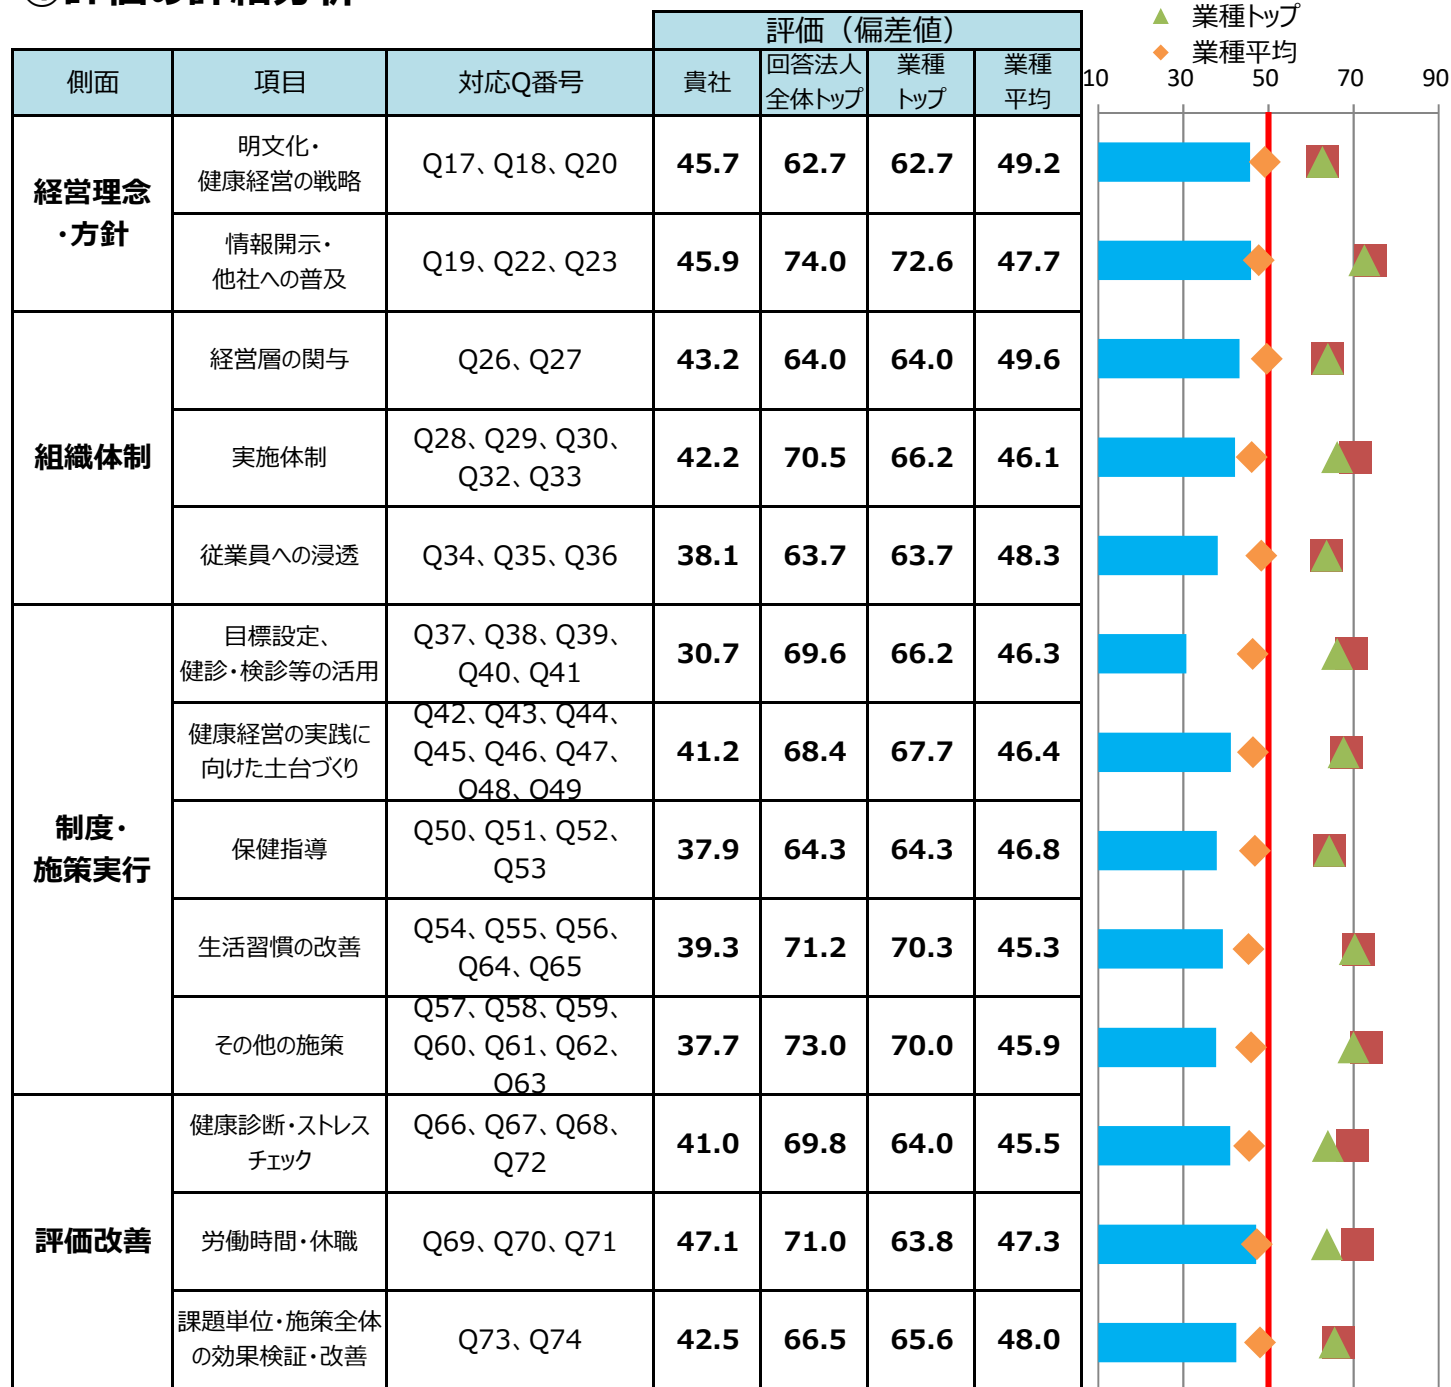 ▲ 業種トップ
◆ 業種平均
評価（偏差値）
側面 項目 対応Q番号 貴社 回答法人 業種 業種
全体トップ トップ 平均
10 30 50 70 90
経営理念
・方針
明文化・
健康経営の戦略
Q17、Q18、Q20
45.7 62.7 62.7 49.2
情報開示・
他社への普及
Q19、Q22、Q23
45.9 74.0 72.6 47.7
組織体制
経営層の関与
Q26、Q27
43.2 64.0 64.0 49.6
実施体制
Q28、Q29、Q30、
Q32、Q33
42.2 70.5 66.2 46.1
従業員への浸透
Q34、Q35、Q36
38.1 63.7 63.7 48.3
制度・
施策実行
目標設定、
健診・検診等の活用
Q37、Q38、Q39、
Q40、Q41
30.7 69.6 66.2 46.3
健康経営の実践に
向けた土台づくり
Q42、Q43、Q44、
Q45、Q46、Q47、
Q48、Q49
41.2 68.4 67.7 46.4
保健指導
Q50、Q51、Q52、
Q53
37.9 64.3 64.3 46.8
生活習慣の改善
Q54、Q55、Q56、
Q64、Q65
39.3 71.2 70.3 45.3
その他の施策
Q57、Q58、Q59、
Q60、Q61、Q62、
Q63
37.7 73.0 70.0 45.9
評価改善
健康診断・ストレス
チェック
Q66、Q67、Q68、
Q72
41.0 69.8 64.0 45.5
労働時間・休職
Q69、Q70、Q71
47.1 71.0 63.8 47.3
課題単位・施策全体
の効果検証・改善
Q73、Q74
42.5 66.5 65.6 48.0